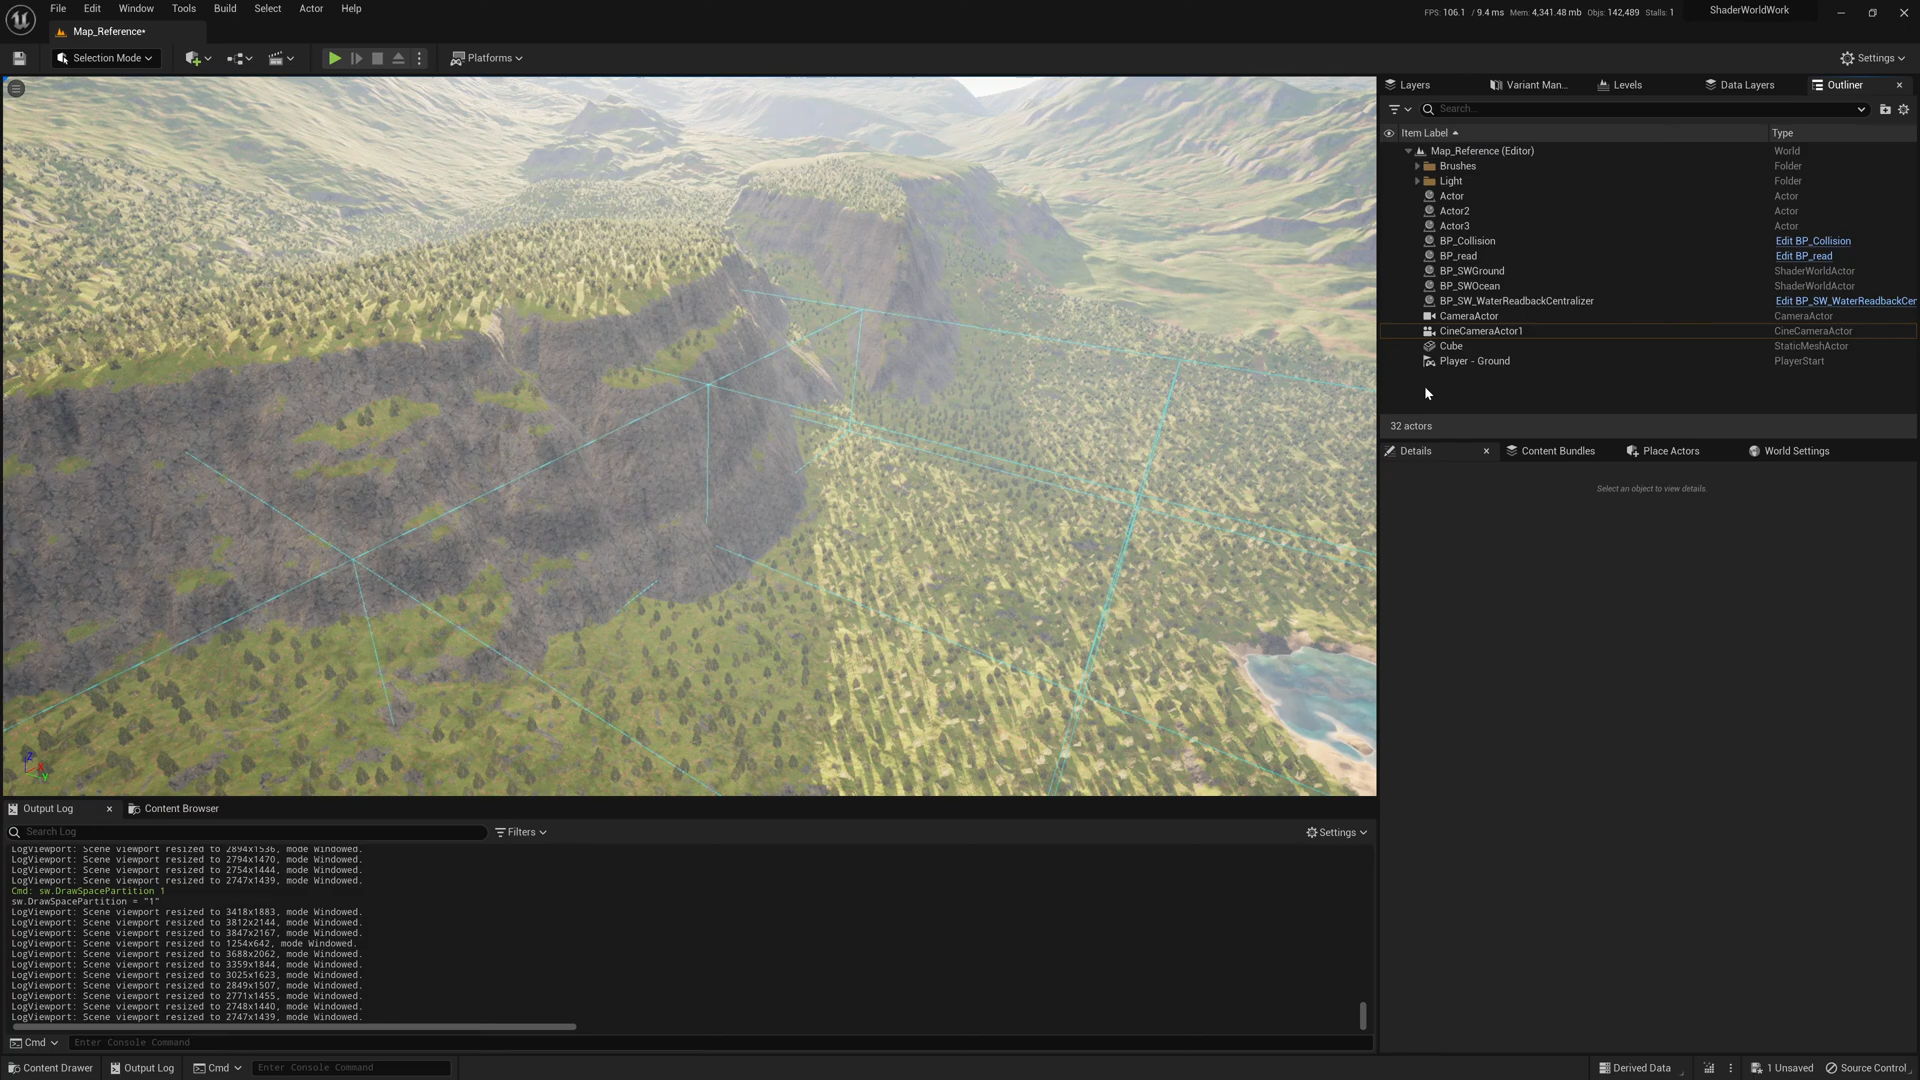 File Edit Window Tools Build Select Actor Help
FPS: 106.1 / 9.4 ms Mem: 4,341.48 mb Objs: 142,489 Stalls: 1
ShaderWorldWork
Map_Reference*
Selection Mode
Platforms
Settings
Layers
Variant Man...
Levels
Data Layers
Outliner
Search...
Item Label Type
Map_Reference (Editor) World
Brushes Folder
Light Folder
Actor Actor
Actor2 Actor
Actor3 Actor
BP_Collision Edit BP_Collision
BP_read Edit BP_read
BP_SWGround ShaderWorldActor
BP_SWOcean ShaderWorldActor
BP_SW_WaterReadbackCentralizer Edit BP_SW_WaterReadbackCer
CameraActor CameraActor
CineCameraActor1 CineCameraActor
Cube StaticMeshActor
Player - Ground PlayerStart
32 actors
Details
Content Bundles
Place Actors
World Settings
Select an object to view details.
Z
X
Y
Output Log
Content Browser
Search Log
Filters
Settings
LogViewport: Scene viewport resized to 2894x1536, mode Windowed.
LogViewport: Scene viewport resized to 2794x1470, mode Windowed.
LogViewport: Scene viewport resized to 2754x1444, mode Windowed.
LogViewport: Scene viewport resized to 2747x1439, mode Windowed.
Cmd: sw.DrawSpacePartition 1
sw.DrawSpacePartition = "1"
LogViewport: Scene viewport resized to 3418x1883, mode Windowed.
LogViewport: Scene viewport resized to 3812x2144, mode Windowed.
LogViewport: Scene viewport resized to 3847x2167, mode Windowed.
LogViewport: Scene viewport resized to 1254x642, mode Windowed.
LogViewport: Scene viewport resized to 3688x2062, mode Windowed.
LogViewport: Scene viewport resized to 3359x1844, mode Windowed.
LogViewport: Scene viewport resized to 3025x1623, mode Windowed.
LogViewport: Scene viewport resized to 2849x1507, mode Windowed.
LogViewport: Scene viewport resized to 2771x1455, mode Windowed.
LogViewport: Scene viewport resized to 2748x1440, mode Windowed.
LogViewport: Scene viewport resized to 2747x1439, mode Windowed.
Cmd Enter Console Command
Content Drawer
Output Log
Cmd
Enter Console Command
Derived Data
1 Unsaved
Source Control